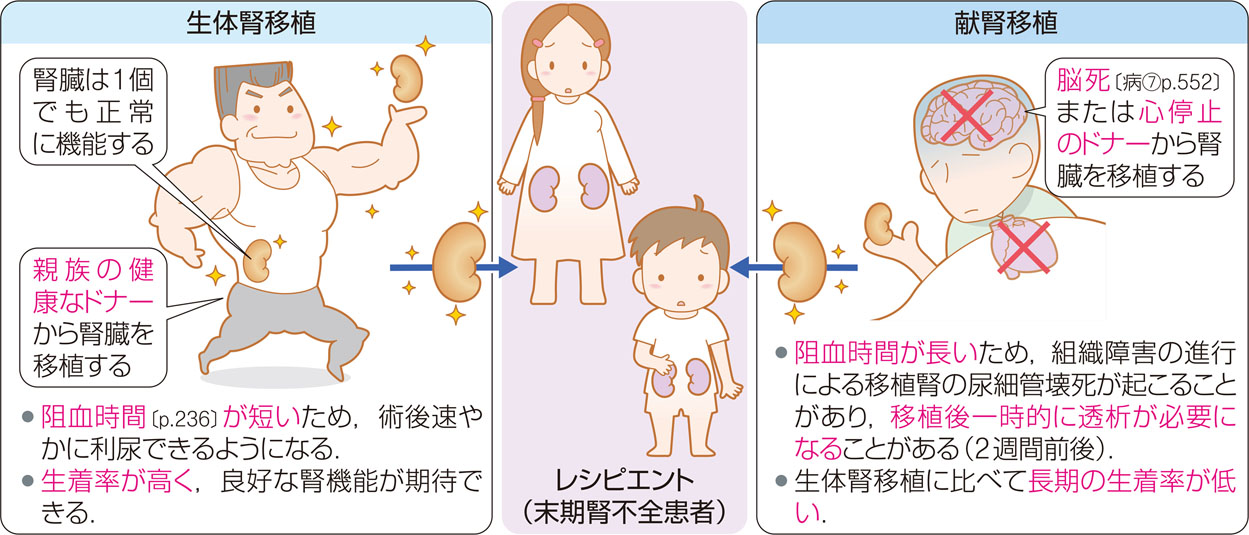 生体腎移植
腎臓は1個
でも正常
に機能する
親族の健
康なドナー
から腎臓を
移植する
● 阻血時間〔p.236〕が短いため，術後速や
かに利尿できるようになる．
● 生着率が高く，良好な腎機能が期待で
きる．
レシピエント
（末期腎不全患者）
献腎移植
脳死〔病⑦p.552〕
または心停止
のドナーから腎
臓を移植する
● 阻血時間が長いため，組織障害の進行
による移植腎の尿細管壊死が起こること
があり，移植後一時的に透析が必要に
なることがある（2週間前後）．
● 生体腎移植に比べて長期の生着率が低
い．